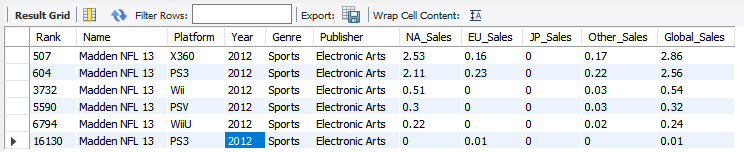 Result Grid Filter Rows: Export: Wrap Cell Content: IA
Rank Name Platform Year Genre Publisher NA_Sales EU_Sales JP_Sales Other_Sales Global_Sales
507 Madden NFL 13 X360 2012 Sports Electronic Arts 2.53 0.16 0 0.17 2.86
604 Madden NFL 13 PS3 2012 Sports Electronic Arts 2.11 0.23 0 0.22 2.56
3732 Madden NFL 13 Wii 2012 Sports Electronic Arts 0.51 0 0 0.03 0.54
5590 Madden NFL 13 PSV 2012 Sports Electronic Arts 0.3 0 0 0.03 0.32
6794 Madden NFL 13 WiiU 2012 Sports Electronic Arts 0.22 0 0 0.02 0.24
16130 Madden NFL 13 PS3 2012 Sports Electronic Arts 0 0.01 0 0 0.01